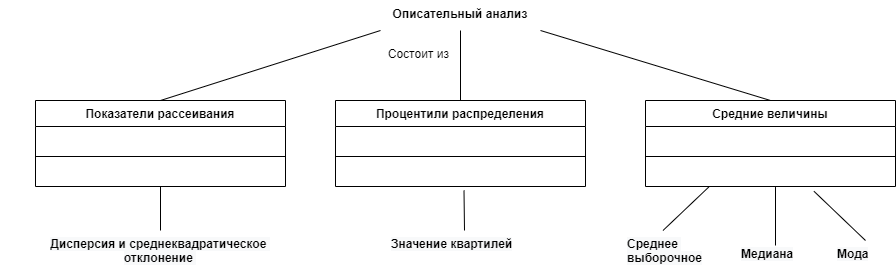 Описательный анализ
Состоит из
Показатели рассеивания
Процентили распределения
Средние величины
Дисперсия и среднеквадратическое
отклонение
Значение квартилей
Среднее
выборочное
Медиана
Мода